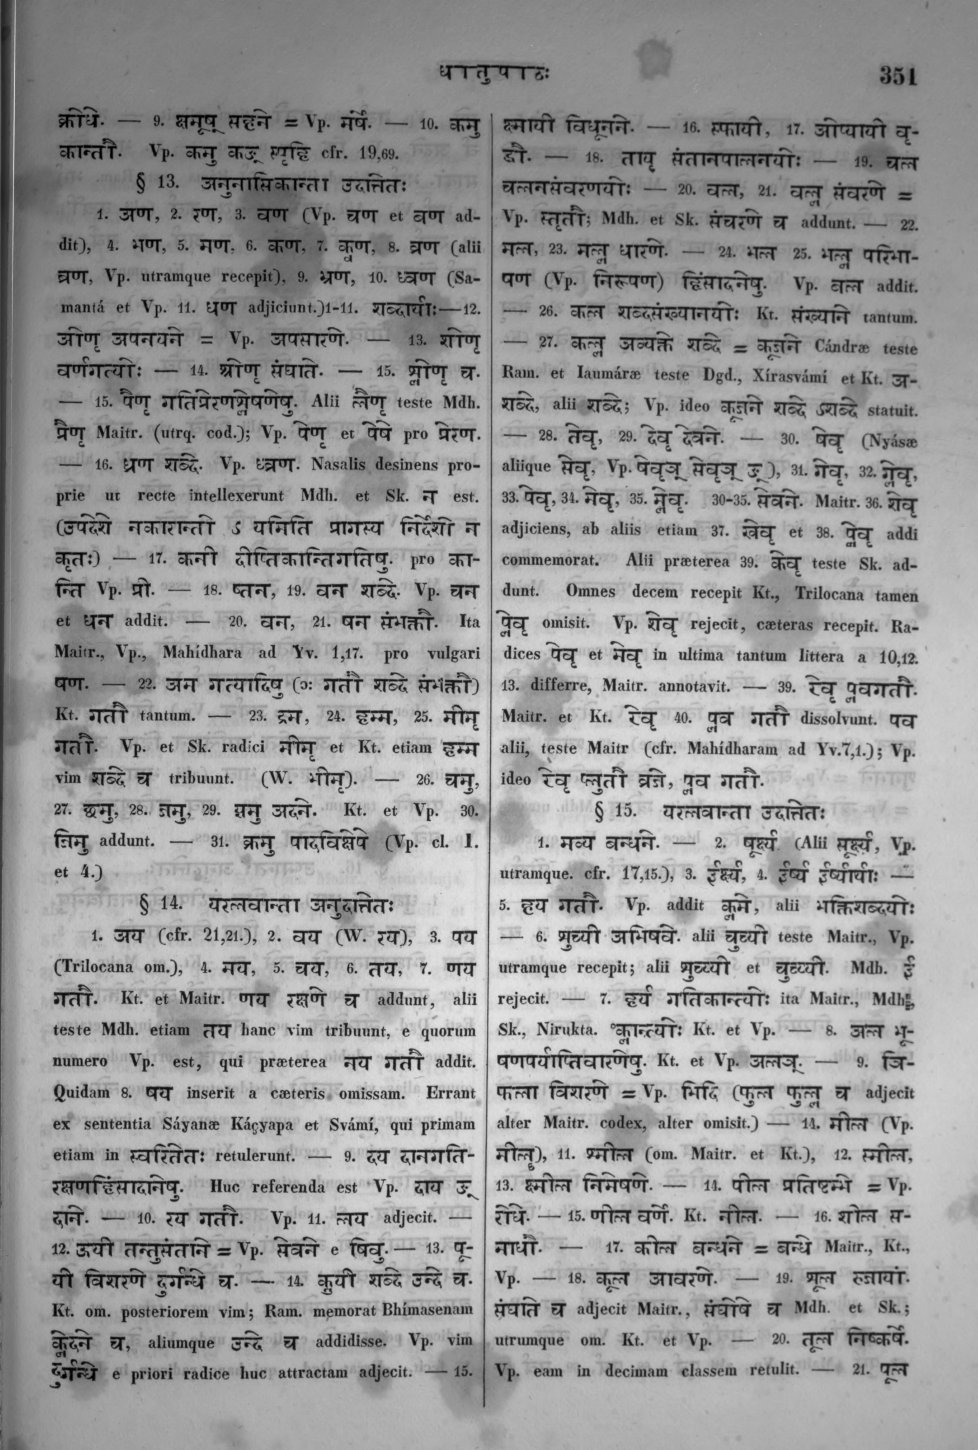 धातुपाठः
351
क्रोधे. — 9. क्षमूष् सहने = Vp. मर्षे. — 10. कमु
कान्तौ. Vp. कमु कङ् स्पृहि cfr. 19,69.
§ 13. अनुनासिकान्ता उदात्तेतः
1. अण, 2. रण, 3. वण (Vp. चण et वण ad-
dit), 4. भण, 5. मण, 6. कण, 7. क्वण, 8. व्रण (alii
ब्रण, Vp. utramque recepit), 9. भ्रण, 10. ध्वण (Sa-
mantá et Vp. 11. धण adjiciunt.)1-11. शब्दार्थाः—12.
ओणृ अपनयने = Vp. अपसारणे. — 13. शोणृ
वर्णगत्योः — 14. श्रोणृ संघाते. — 15. श्लोणृ च.
— 15. पैणृ गतिप्रेरणश्लेषणेषु. Alii लैणृ teste Mdh.
प्रैणृ Maitr. (utrq. cod.); Vp. पेणृ et पेषे pro प्रेरण.
— 16. ध्रण शब्दे. Vp. ध्वण. Nasalis desinens pro-
prie ut recte intellexerunt Mdh. et Sk. न est.
(उपदेशे नकारान्तो ऽ यमिति प्रागस्य निर्देशो न
कृतः) — 17. कनी दीप्तिकान्तिगतिषु. pro का-
न्ति Vp. प्री. — 18. ष्टन, 19. वन शब्दे. Vp. चन
et धन addit. — 20. वन, 21. षन संभक्तौ. Ita
Maitr., Vp., Mahídhara ad Yv. 1,17. pro vulgari
षण. — 22. अम गत्यादिषु (ɔ: गतौ शब्दे संभक्तौ)
Kt. गतौ tantum. — 23. द्रम, 24. हम्म, 25. मीमृ
गतौ. Vp. et Sk. radici मीमृ et Kt. etiam हम्म
vim शब्दे च tribuunt. (W. भीमृ). — 26. चमु,
27. छमु, 28. जमु, 29. झमु अदने. Kt. et Vp. 30.
जिमु addunt. — 31. क्रमु पादविक्षेपे (Vp. cl. I.
et 4.)
§ 14. यरलवान्ता अनुदात्तेतः
1. अय (cfr. 21,21.), 2. वय (W. रय), 3. पय
(Trilocana om.), 4. मय, 5. चय, 6. तय, 7. णय
गतौ. Kt. et Maitr. णय रक्षणे च addunt, alii
teste Mdh. etiam तय hanc vim tribuunt, e quorum
numero Vp. est, qui præterea नय गतौ addit.
Quidam 8. षय inserit a cæteris omissam. Errant
ex sententia Sáyanæ Káçyapa et Svámí, qui primam
etiam in स्वरितेतः retulerunt. — 9. दय दानगति-
रक्षणहिंसादानेषु. Huc referenda est Vp. दाय ऋ
दाने. — 10. रय गतौ. Vp. 11. लय adjecit. —
12. ऊयी तन्तुसंताने = Vp. सेवने e षिवु. — 13. पू-
यी विशरणे दुर्गन्धे च. — 14. क्नुयी शब्दे उन्दे च.
Kt. om. posteriorem vim; Ram. memorat Bhímasenam
क्लेदने च, aliumque उन्दे च addidisse. Vp. vim
दुर्गन्धे e priori radice huc attractam adjecit. — 15.
क्ष्मायी विधूनने. — 16. स्फायी, 17. ओप्यायी वृ-
द्धौ. — 18. तायृ संतानपालनयोः — 19. चल
चलनसंवरणयोः — 20. वल, 21. वल्ल संवरणे =
Vp. स्तृतौ; Mdh. et Sk. संचरणे च addunt. — 22.
मल, 23. मल्ल धारणे. — 24. भल 25. भल्ल परिभा-
षण (Vp. निरूपण) हिंसादनेषु. Vp. बल addit.
— 26. कल शब्दसंख्यानयोः Kt. संख्याने tantum.
— 27. कल्ल अव्यक्ते शब्दे = कूजने Cándræ teste
Ram. et Iaumáræ teste Dgd., Xírasvámí et Kt. अ-
शब्दे, alii शब्दे; Vp. ideo कूजने शब्दे ऽशब्दे statuit.
— 28. तेवृ, 29. देवृ देवने. — 30. षेवृ (Nyásæ
aliique सेवृ, Vp. षेवृञ् सेवृञ् ङ्), 31. गेवृ, 32. ग्लेवृ,
33. पेवृ, 34. मेवृ, 35. म्लेवृ. 30-35. सेवने. Maitr. 36. शेवृ
adjiciens, ab aliis etiam 37. खेवृ et 38. प्लेवृ addi
commemorat. Alii præterea 39. केवृ teste Sk. ad-
dunt. Omnes decem recepit Kt., Trilocana tamen
प्लेवृ omisit. Vp. शेवृ rejecit, cæteras recepit. Ra-
dices पेवृ et मेवृ in ultima tantum littera a 10,12.
13. differre, Maitr. annotavit. — 39. रेवृ प्लवगतौ.
Maitr. et Kt. रेवृ 40. प्लव गतौ dissolvunt. पव
alii, teste Maitr (cfr. Mahídharam ad Yv.7,1.); Vp.
ideo रेवृ प्लुतौ व्रजे, प्लव गतौ.
§ 15. यरलवान्ता उदात्तेतः
1. मव्य बन्धने. — 2. षूर्क्ष्य (Alii सूर्क्ष्य, Vp.
utramque. cfr. 17,15.), 3. ईर्क्ष्य, 4. ईर्ष्य ईर्ष्यार्थाः —
5. हय गतौ. Vp. addit क्लमे, alii भक्तिशब्दयोः
— 6. शुच्यी अभिषवे. alii चुच्यी teste Maitr., Vp.
utramque recepit; alii शुच्च्यी et चुच्च्यी. Mdh. ई
rejecit. — 7. हर्य गतिकान्त्योः ita Maitr., Mdh.,
Sk., Nirukta. °क्लान्त्योः Kt. et Vp. — 8. अल भू-
षणपर्याप्तिवारणेषु. Kt. et Vp. अलञ्. — 9. ञि-
फला विशरणे = Vp. भिदि (फुल फुल्ल च adjecit
alter Maitr. codex, alter omisit.) — 14. मील (Vp.
मीलृ), 11. श्मील (om. Maitr. et Kt.), 12. स्मील,
13. क्ष्मील निमेषणे. — 14. पील प्रतिष्टम्भे = Vp.
रोधे. — 15. णील वर्णे. Kt. नील. — 16. शील स-
माधौ. — 17. कील बन्धने = बन्धे Maitr., Kt.,
Vp. — 18. कूल आवरणे. — 19. शूल रुजायां.
संघाते च adjecit Maitr., संघोषे च Mdh. et Sk.;
utrumque om. Kt. et Vp. — 20. तूल निष्कर्षे.
Vp. eam in decimam classem retulit. — 21. पूल